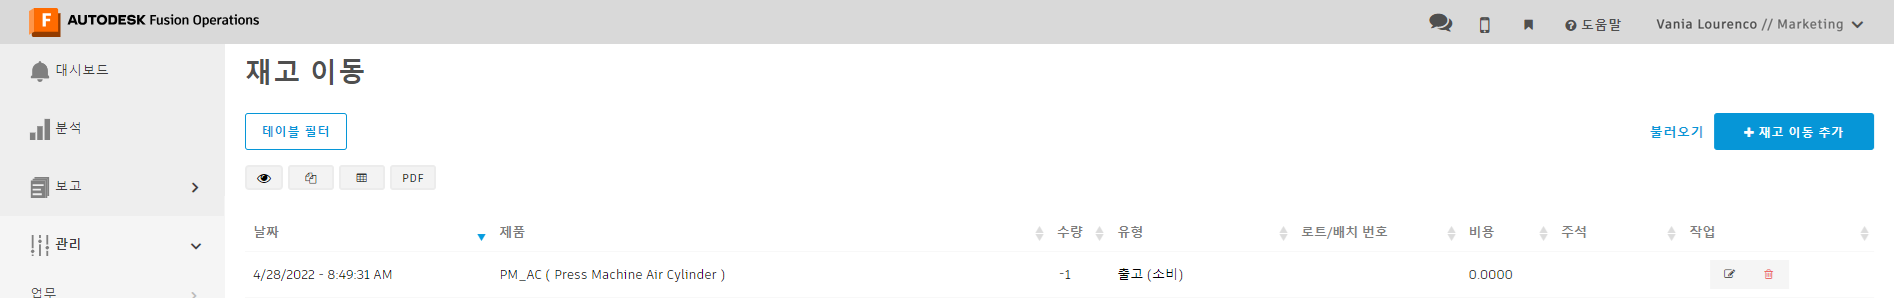 AUTODESK Fusion Operations
도움말
Vania Lourenco // Marketing
대시보드
분석
보고
관리
업무
재고 이동
테이블 필터
불러오기
재고 이동 추가
PDF
날짜 제품 수량 유형 로트/배치 번호 비용 주석 작업
4/28/2022 - 8:49:31 AM PM_AC ( Press Machine Air Cylinder ) -1 출고 (소비) 0.0000